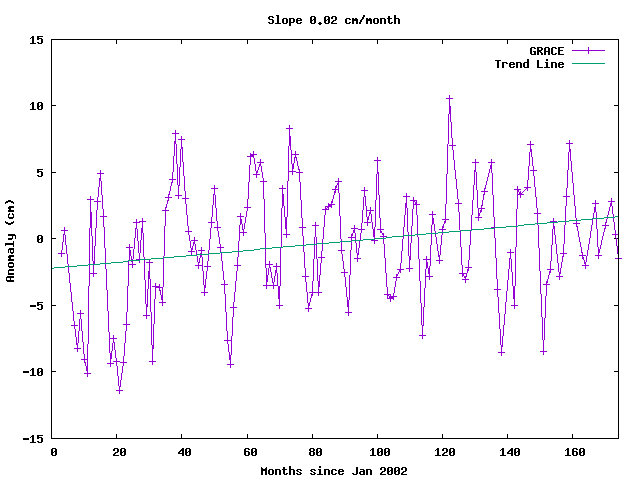 Slope 0.02 cm/month
GRACE
Trend Line
Anomaly (cm)
15
10
5
0
-5
-10
-15
0 20 40 60 80 100 120 140 160
Months since Jan 2002